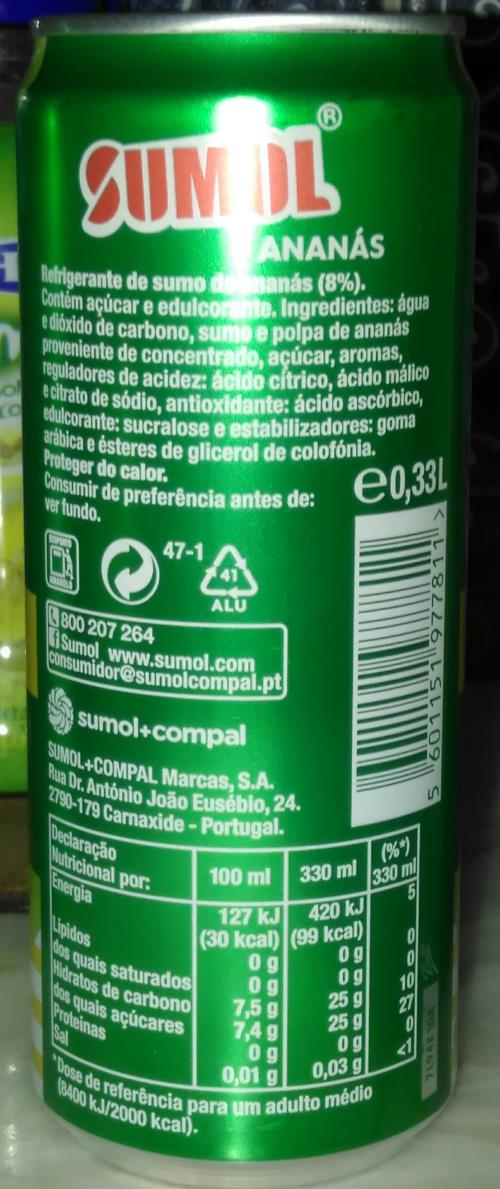 SUMOL®
ANANÁS
Refrigerante de sumo de ananás (8%).
Contém açúcar e edulcorante. Ingredientes: água
e dióxido de carbono, sumo e polpa de ananás
proveniente de concentrado, açúcar, aromas,
reguladores de acidez: ácido cítrico, ácido málico
e citrato de sódio, antioxidante: ácido ascórbico,
edulcorante: sucralose e estabilizadores: goma
arábica e ésteres de glicerol de colofónia.
Proteger do calor.
Consumir de preferência antes de:
ver fundo.
e 0,33L
AMARELO
47-1
41
ALU
800 207 264
f Sumol www.sumol.com
consumidor@sumolcompal.pt
sumol+compal
5 601151 977811 >
SUMOL+COMPAL Marcas, S.A.
Rua Dr. António João Eusébio, 24.
2790-179 Carnaxide - Portugal.
Declaração Nutricional por: 100 ml 330 ml (%*) 330 ml
Energia 127 kJ 420 kJ 5
(30 kcal) (99 kcal)
Lípidos 0 g 0 g 0
dos quais saturados 0 g 0 g 0
Hidratos de carbono 7,5 g 25 g 10
dos quais açúcares 7,4 g 25 g 27
Proteínas 0 g 0 g 0
Sal 0,01 g 0,03 g <1
*Dose de referência para um adulto médio
(8400 kJ/2000 kcal).